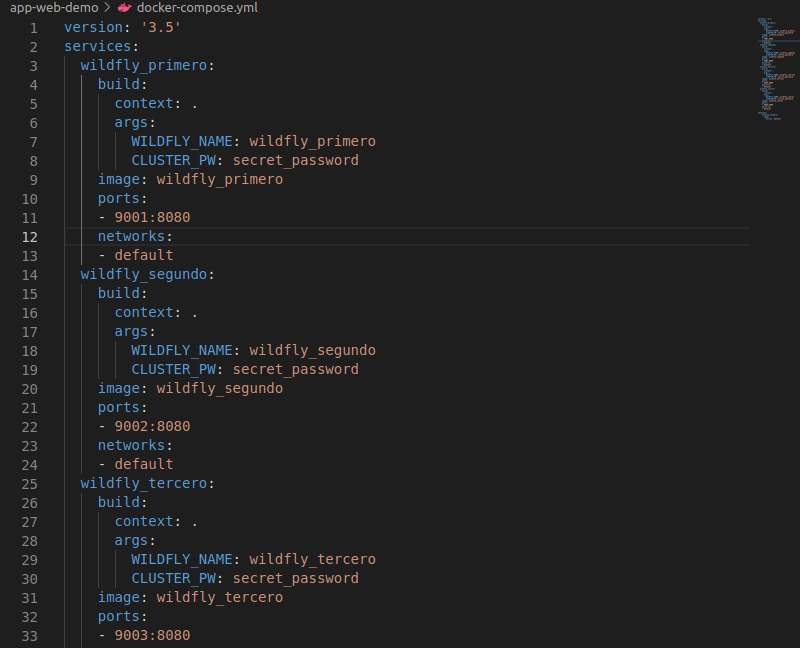 app-web-demo > docker-compose.yml
1 version: '3.5'
2 services:
3 wildfly_primero:
4 build:
5 context: .
6 args:
7 WILDFLY_NAME: wildfly_primero
8 CLUSTER_PW: secret_password
9 image: wildfly_primero
10 ports:
11 - 9001:8080
12 networks:
13 - default
14 wildfly_segundo:
15 build:
16 context: .
17 args:
18 WILDFLY_NAME: wildfly_segundo
19 CLUSTER_PW: secret_password
20 image: wildfly_segundo
21 ports:
22 - 9002:8080
23 networks:
24 - default
25 wildfly_tercero:
26 build:
27 context: .
28 args:
29 WILDFLY_NAME: wildfly_tercero
30 CLUSTER_PW: secret_password
31 image: wildfly_tercero
32 ports:
33 - 9003:8080